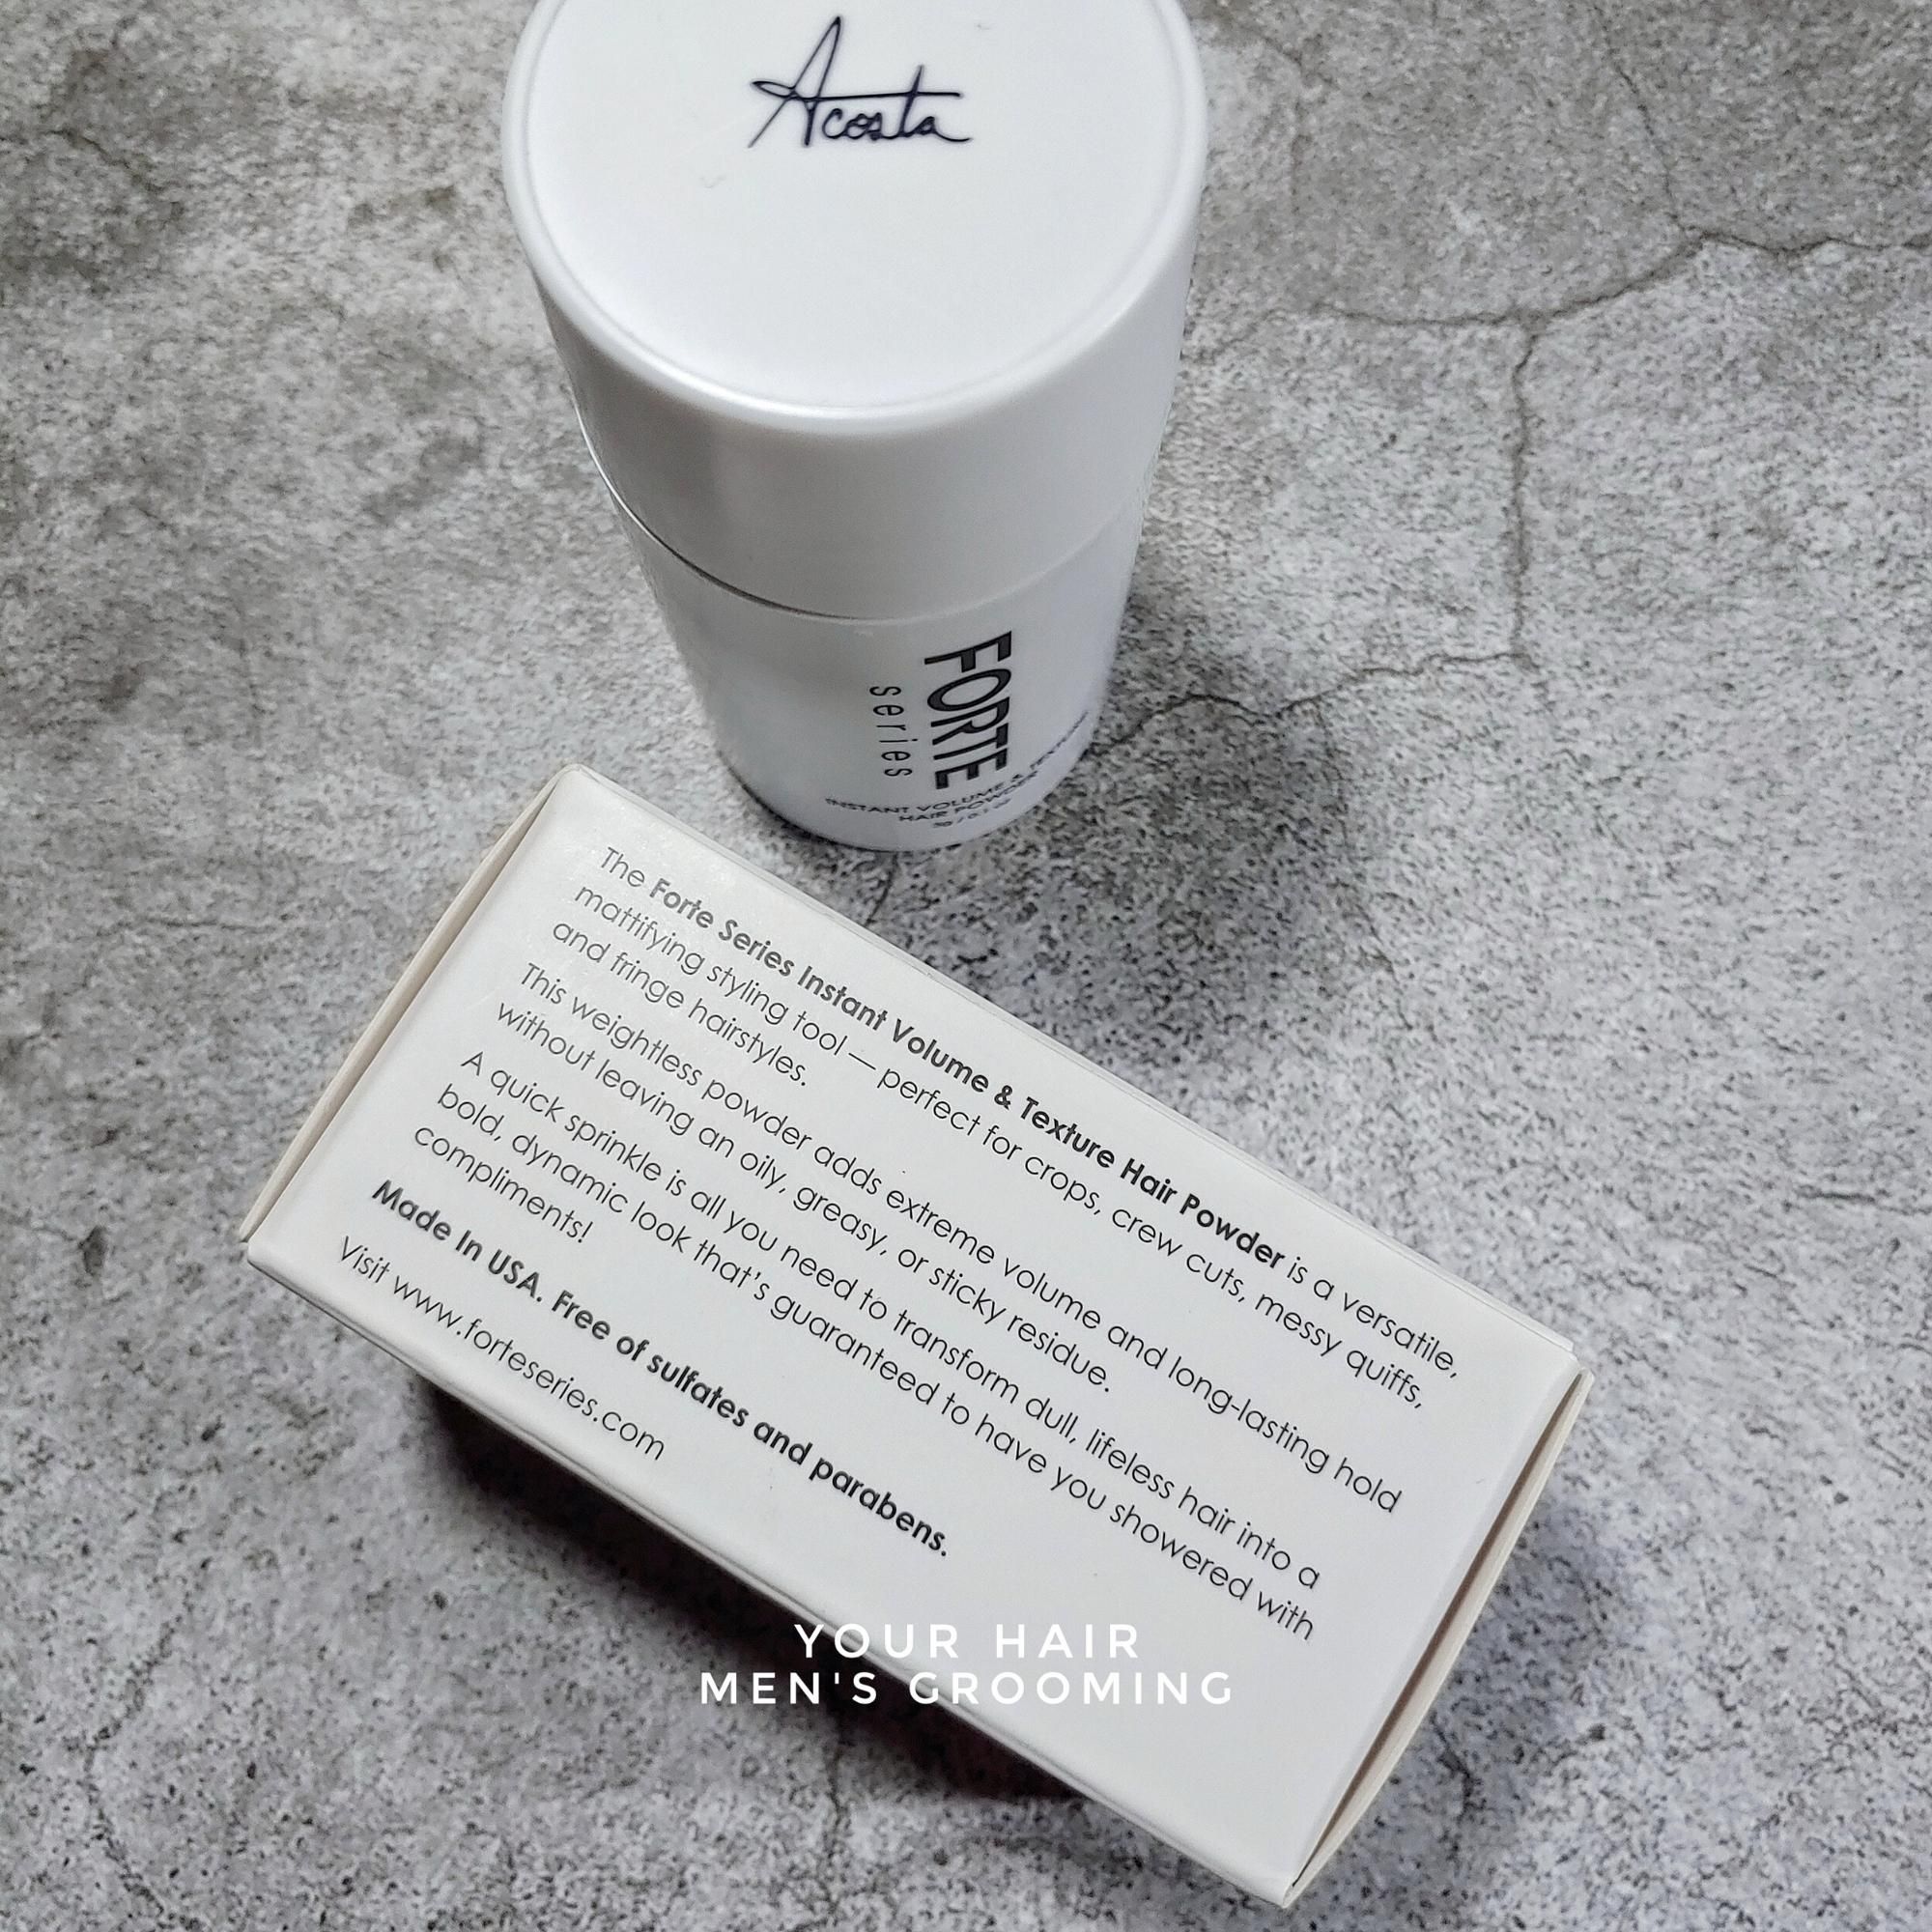 Acosta
FORTE
series
INSTANT VOLUME &
HAIR POWDER
The Forte Series Instant Volume & Texture Hair Powder is a versatile,
mattifying styling tool — perfect for crops, crew cuts, messy quiffs,
and fringe hairstyles.
This weightless powder adds extreme volume and long-lasting hold
without leaving an oily, greasy, or sticky residue.
A quick sprinkle is all you need to transform dull, lifeless hair into a
bold, dynamic look that's guaranteed to have you showered with
compliments!
Made In USA. Free of sulfates and parabens.
Visit www.forteseries.com
YOUR HAIR
MEN'S GROOMING